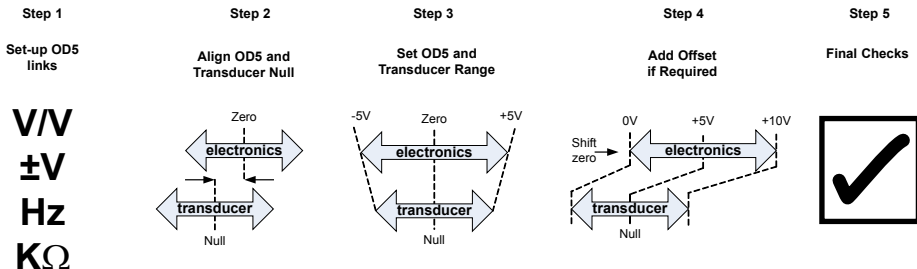 Step 1
Set-up OD5
links
V/V
±V
Hz
KΩ
Step 2
Align OD5 and
Transducer Null
Zero
electronics
transducer
Null
Step 3
Set OD5 and
Transducer Range
-5V Zero +5V
electronics
transducer
Null
Step 4
Add Offset
if Required
0V +5V +10V
Shift
zero
electronics
transducer
Null
Step 5
Final Checks